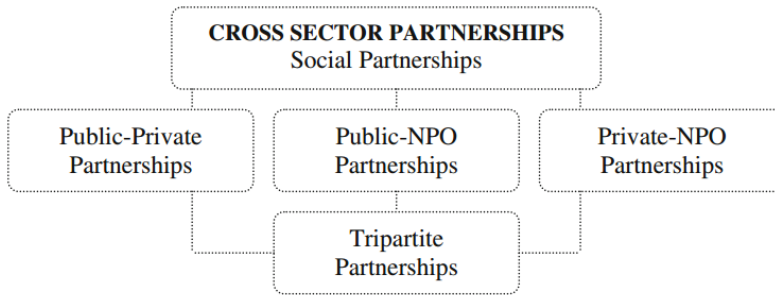 CROSS SECTOR PARTNERSHIPS
Social Partnerships
Public-Private
Partnerships
Public-NPO
Partnerships
Private-NPO
Partnerships
Tripartite
Partnerships